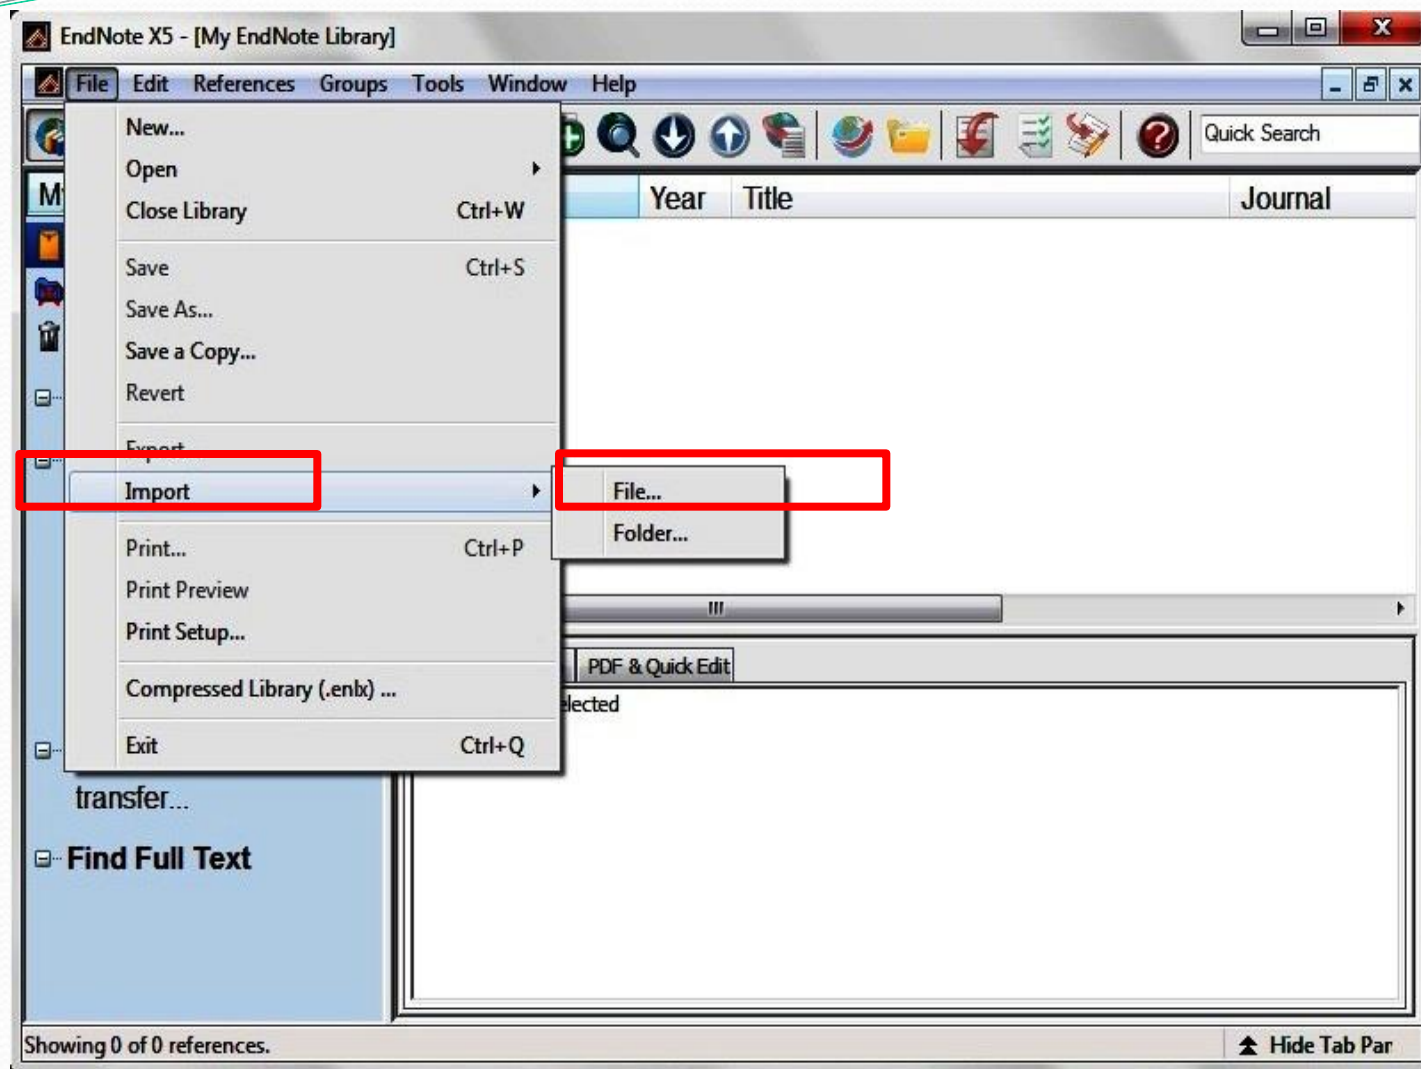 EndNote X5 - [My EndNote Library]
File Edit References Groups Tools Window Help
New...
Open
Close Library Ctrl+W
Save Ctrl+S
Save As...
Save a Copy...
Revert
Export...
Import
Print... Ctrl+P
Print Preview
Print Setup...
Compressed Library (.enlx) ...
Exit Ctrl+Q
File...
Folder...
Quick Search
Year Title Journal
PDF & Quick Edit
transfer...
Find Full Text
Showing 0 of 0 references.
Hide Tab Pan